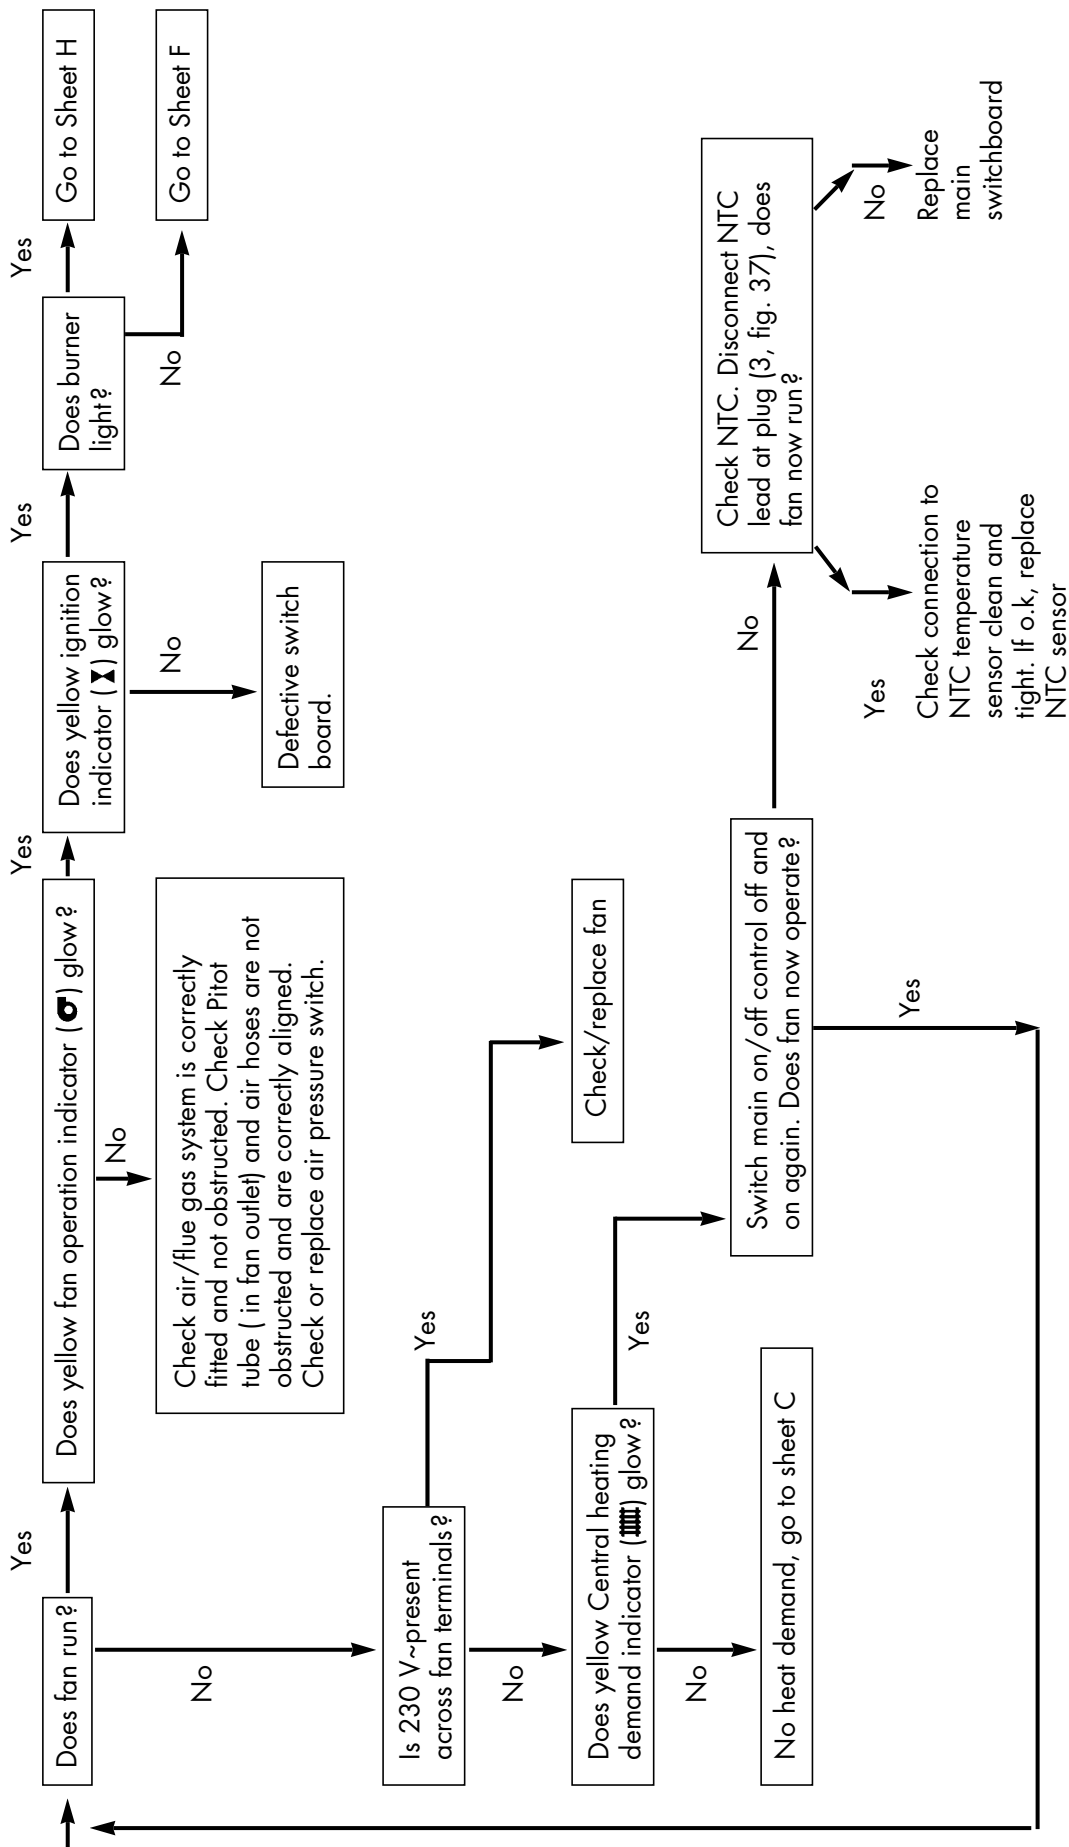 Does fan run?
Yes
Does yellow fan operation indicator ( ) glow?
Yes
Does yellow ignition
indicator ( ) glow?
Yes
Does burner
light?
Yes
Go to Sheet H
No
Go to Sheet F
No
Defective switch
board.
No
Check air/flue gas system is correctly
fitted and not obstructed. Check Pitot
tube ( in fan outlet) and air hoses are not
obstructed and are correctly aligned.
Check or replace air pressure switch.
No
Is 230 V~present
across fan terminals?
Yes
Check/replace fan
No
Does yellow Central heating
demand indicator ( ) glow?
Yes
Switch main on/off control off and
on again. Does fan now operate?
No
Check NTC. Disconnect NTC
lead at plug (3, fig. 37), does
fan now run?
No
Replace
main
switchboard
Yes
Check connection to
NTC temperature
sensor clean and
tight. If o.k, replace
NTC sensor
Yes
No
No heat demand, go to sheet C